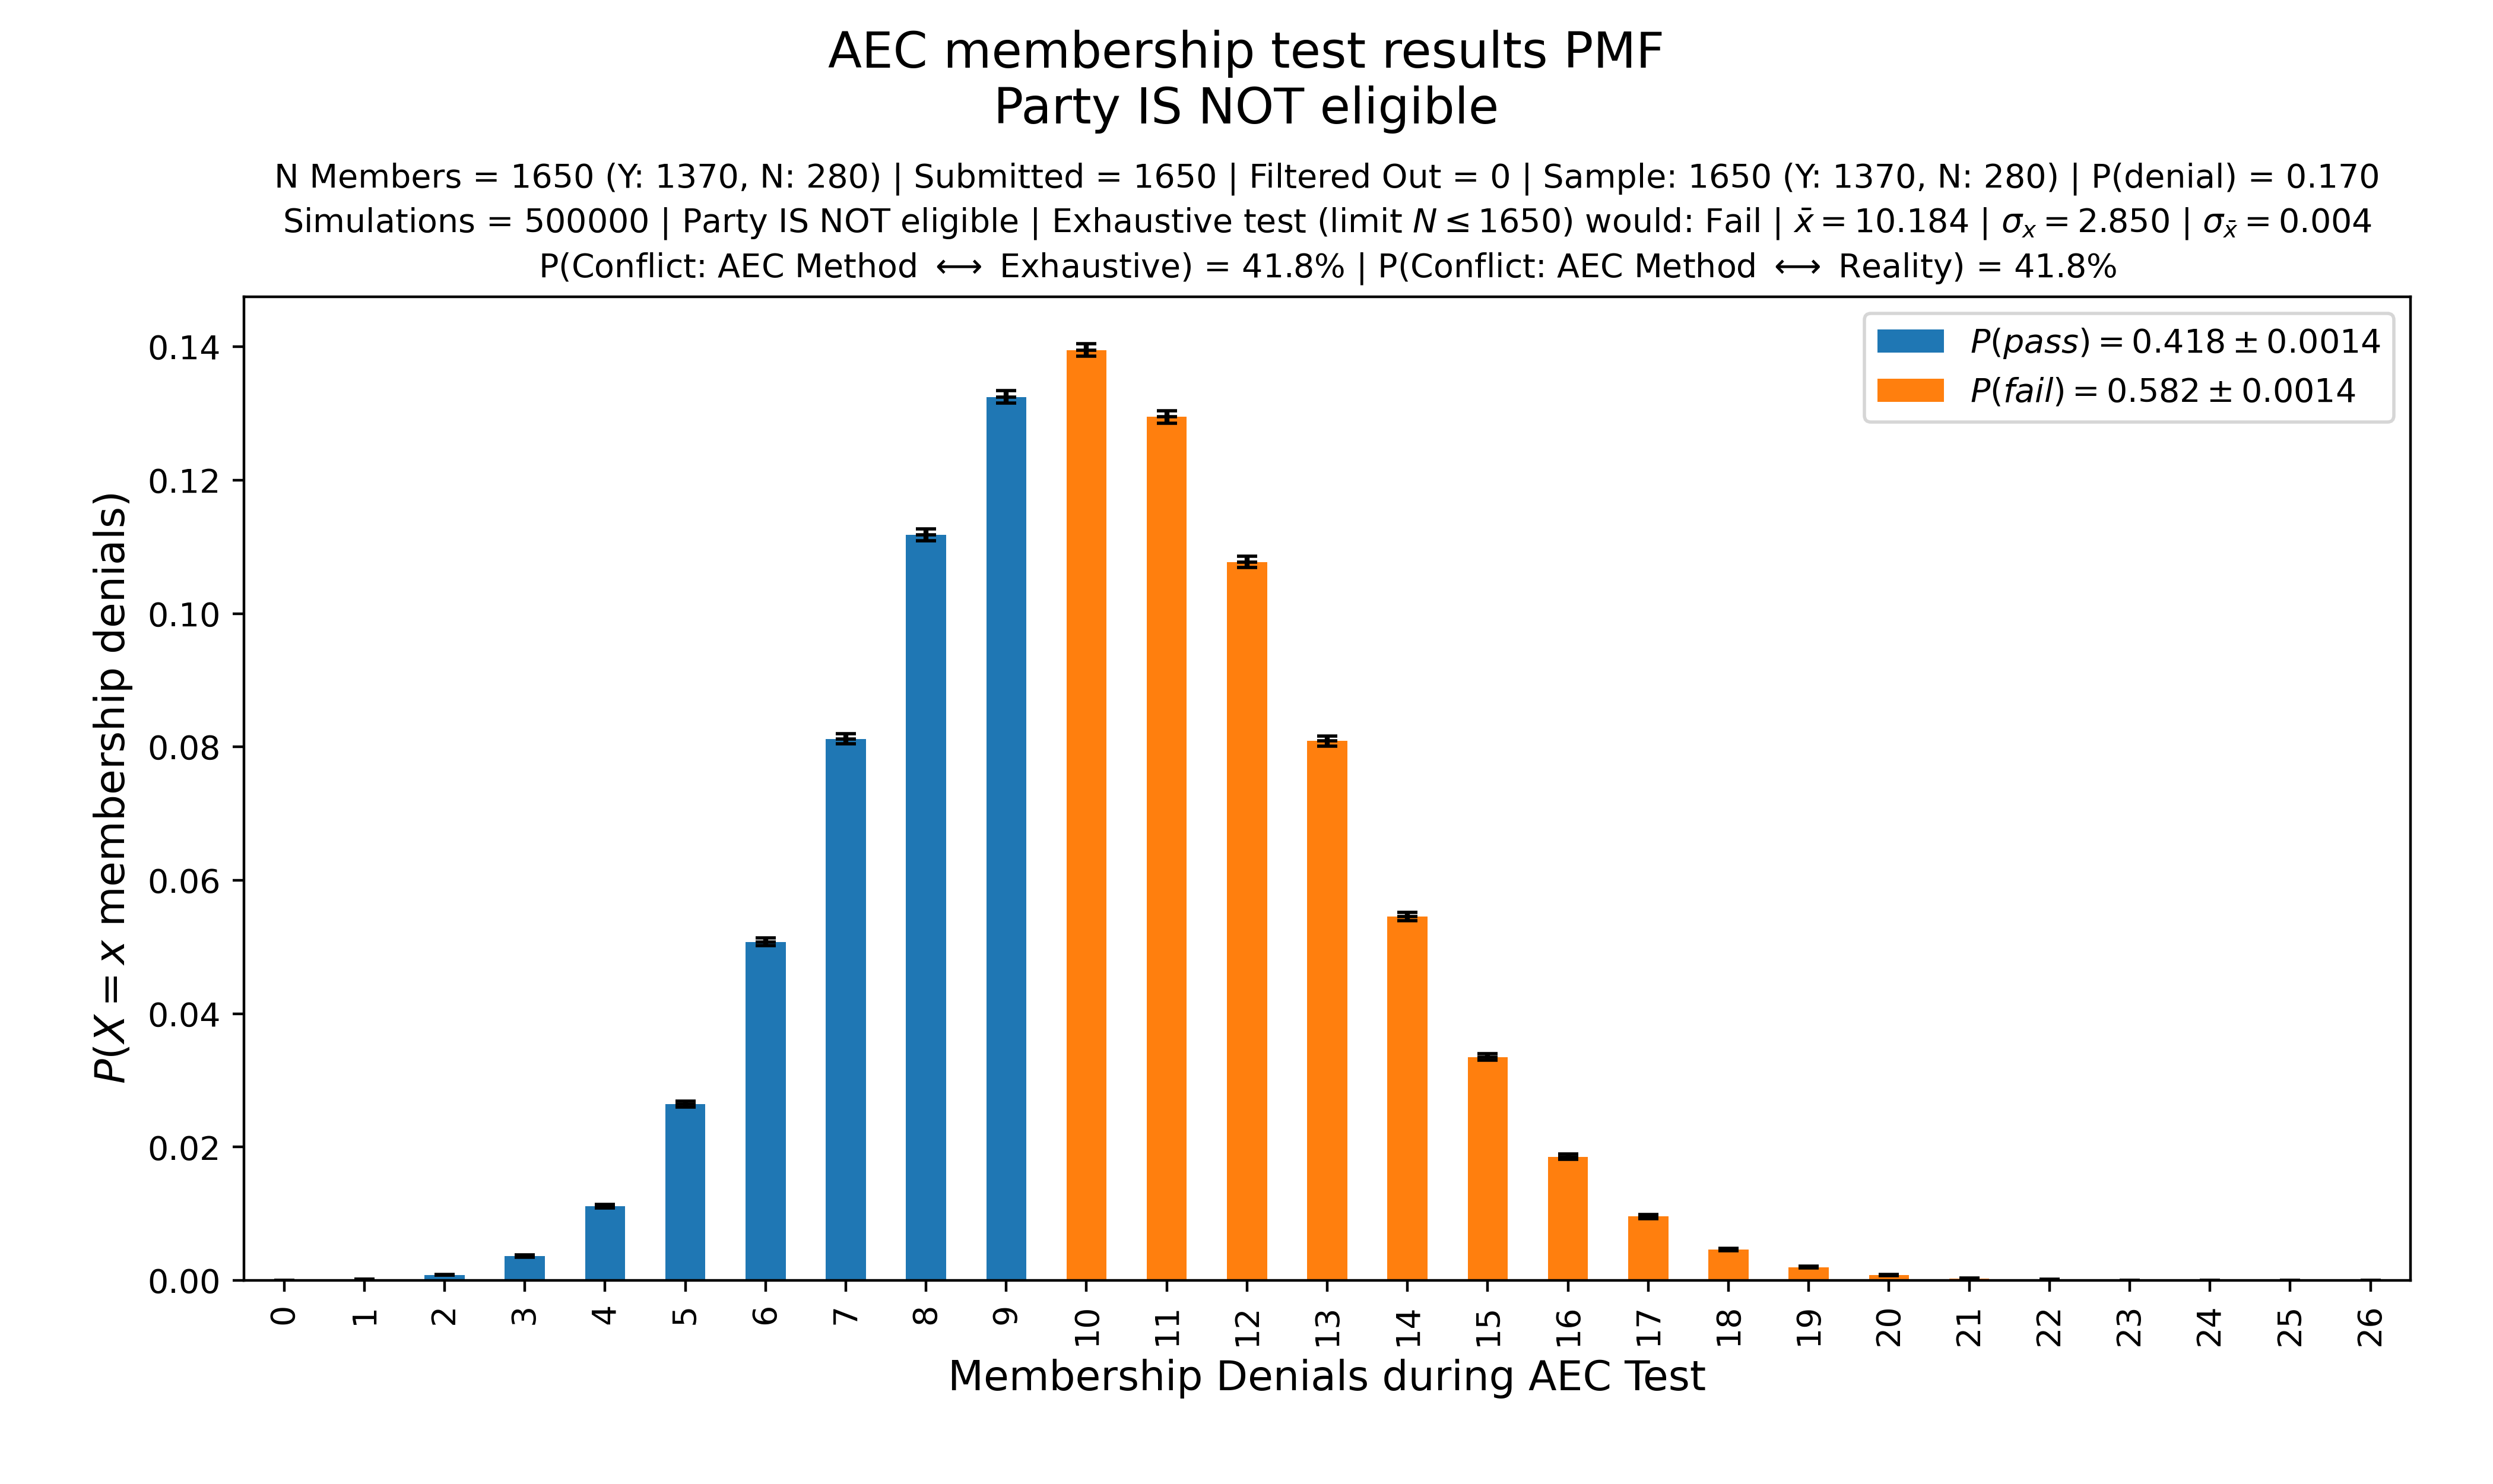 AEC membership test results PMF
Party IS NOT eligible
N Members = 1650 (Y: 1370, N: 280) | Submitted = 1650 | Filtered Out = 0 | Sample: 1650 (Y: 1370, N: 280) | P(denial) = 0.170
Simulations = 500000 | Party IS NOT eligible | Exhaustive test (limit N ≤ 1650) would: Fail | x̄ = 10.184 | σₓ = 2.850 | σ_x̄ = 0.004
P(Conflict: AEC Method ⟷ Exhaustive) = 41.8% | P(Conflict: AEC Method ⟷ Reality) = 41.8%
P(pass) = 0.418 ± 0.0014
P(fail) = 0.582 ± 0.0014
P(X = x membership denials)
0.14
0.12
0.10
0.08
0.06
0.04
0.02
0.00
0 1 2 3 4 5 6 7 8 9 10 11 12 13 14 15 16 17 18 19 20 21 22 23 24 25 26
Membership Denials during AEC Test